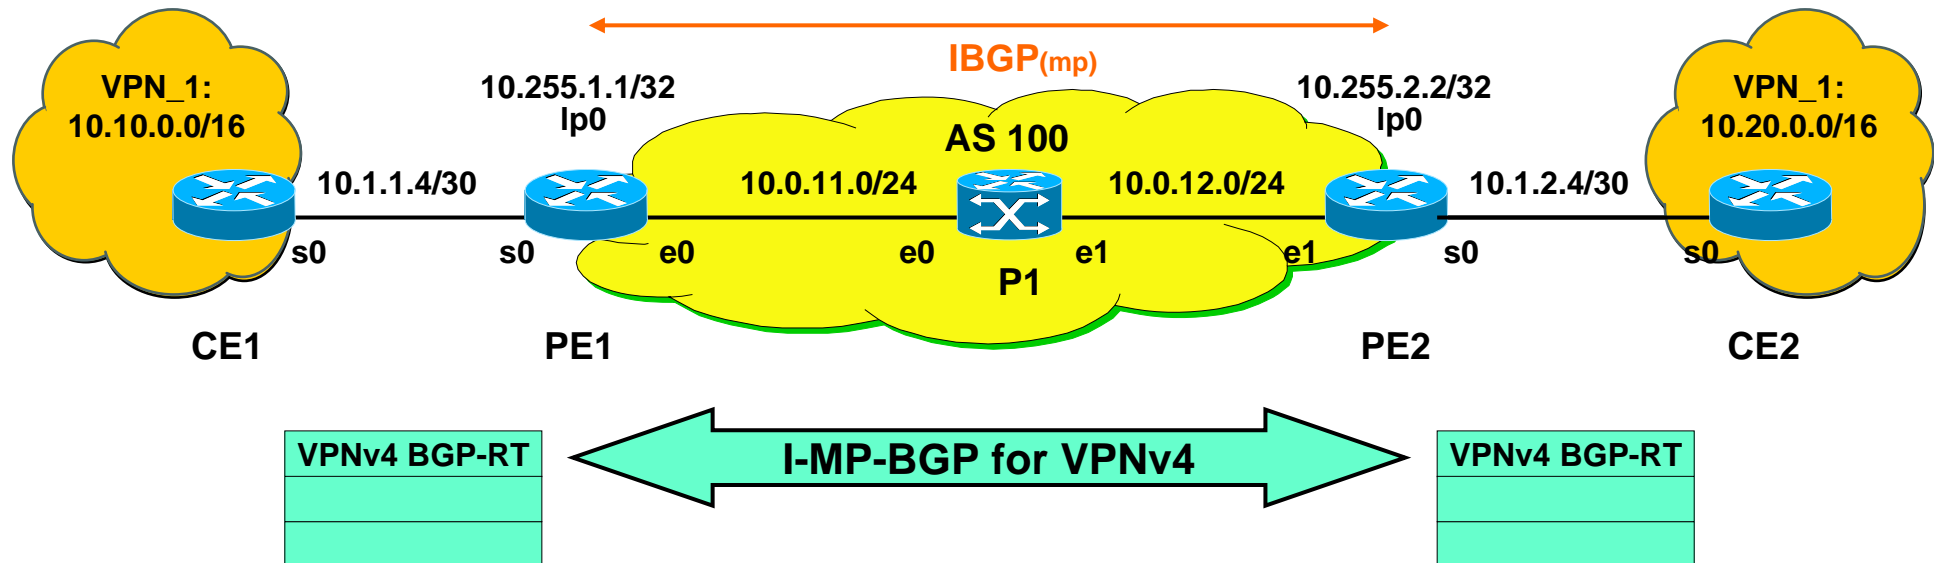 IBGP(mp)
VPN_1:
10.10.0.0/16
10.255.1.1/32
lp0
10.255.2.2/32
lp0
VPN_1:
10.20.0.0/16
AS 100
10.1.1.4/30
10.0.11.0/24
10.0.12.0/24
10.1.2.4/30
s0
s0
e0
e0
e1
e1
s0
s0
P1
CE1
PE1
PE2
CE2
VPNv4 BGP-RT
I-MP-BGP for VPNv4
VPNv4 BGP-RT